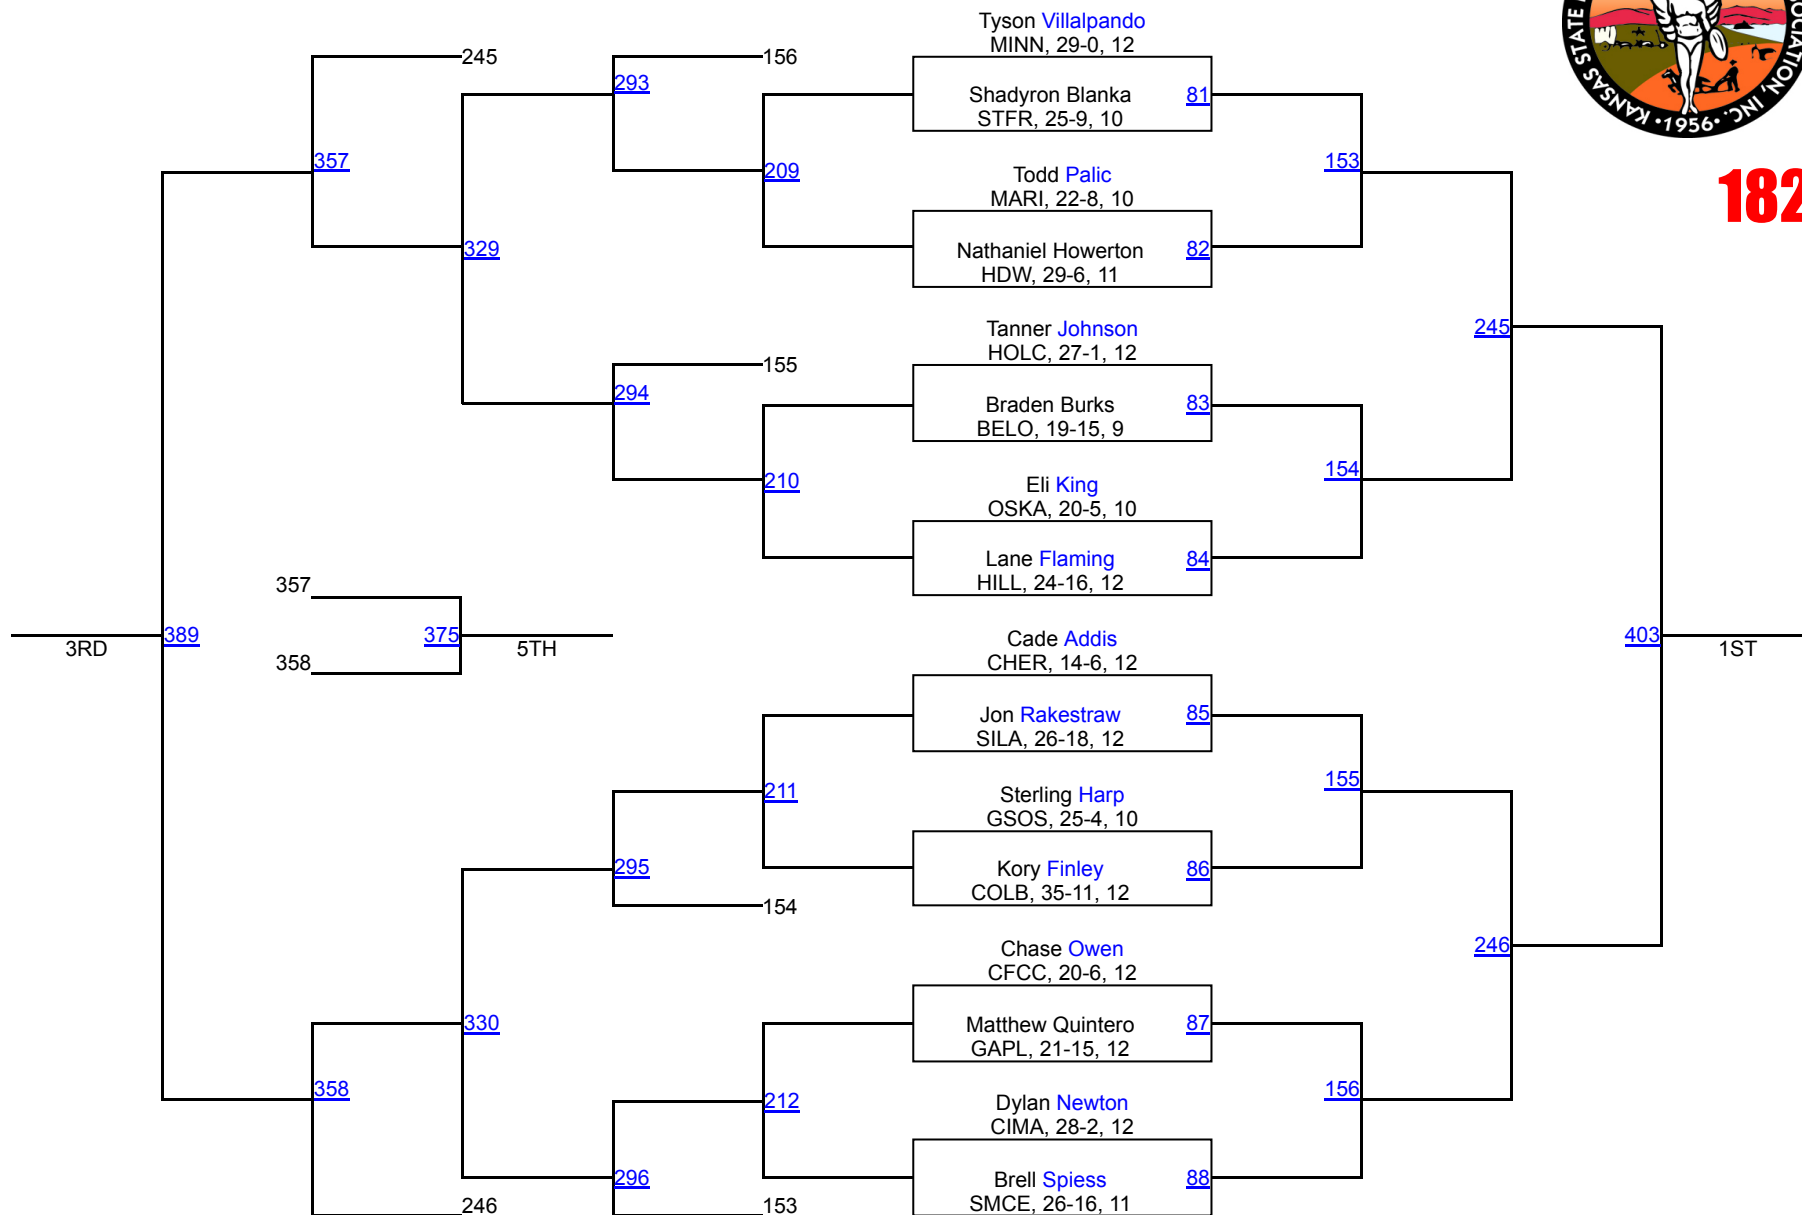 Tyson Villalpando
MINN, 29-0, 12
Shadyron Blanka
STFR, 25-9, 10
Todd Palic
MARI, 22-8, 10
Nathaniel Howerton
HDW, 29-6, 11
Tanner Johnson
HOLC, 27-1, 12
Braden Burks
BELO, 19-15, 9
Eli King
OSKA, 20-5, 10
Lane Flaming
HILL, 24-16, 12
Cade Addis
CHER, 14-6, 12
Jon Rakestraw
SILA, 26-18, 12
Sterling Harp
GSOS, 25-4, 10
Kory Finley
COLB, 35-11, 12
Chase Owen
CFCC, 20-6, 12
Matthew Quintero
GAPL, 21-15, 12
Dylan Newton
CIMA, 28-2, 12
Brell Spiess
SMCE, 26-16, 11
81
82
83
84
85
86
87
88
153
154
155
156
245
246
403
1ST
156
209
155
210
211
154
212
153
293
294
295
296
245
329
330
246
357
358
357
358
375
5TH
389
3RD
KANSAS STATE
OCIATION, INC.
•1956•
182